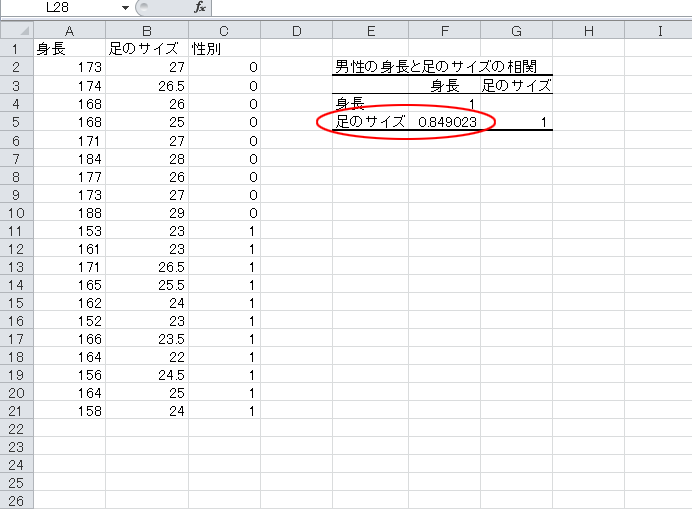 L28 fx
A B C D E F G H I
1 身長 足のサイズ 性別
2 173 27 0 男性の身長と足のサイズの相関
3 174 26.5 0 身長 足のサイズ
4 168 26 0 身長 1
5 168 25 0 足のサイズ 0.849023 1
6 171 27 0
7 184 28 0
8 177 26 0
9 173 27 0
10 188 29 0
11 153 23 1
12 161 23 1
13 171 26.5 1
14 165 25.5 1
15 162 24 1
16 152 23 1
17 166 23.5 1
18 164 22 1
19 156 24.5 1
20 164 25 1
21 158 24 1
22
23
24
25
26